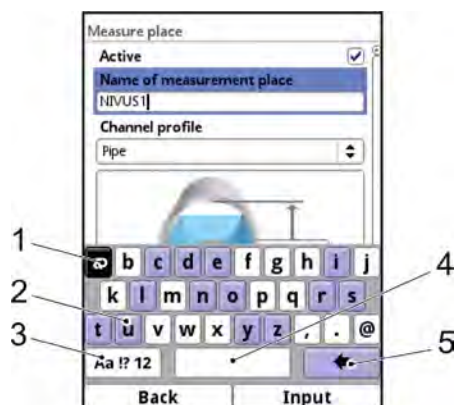 Measure place
Active
Name of measurement place
NIVUS1
Channel profile
Pipe
1
a b c d e f g h i j
4
k l m n o p q r s
2
t u v w x y z , . @
3
Aa !? 12
5
Back Input